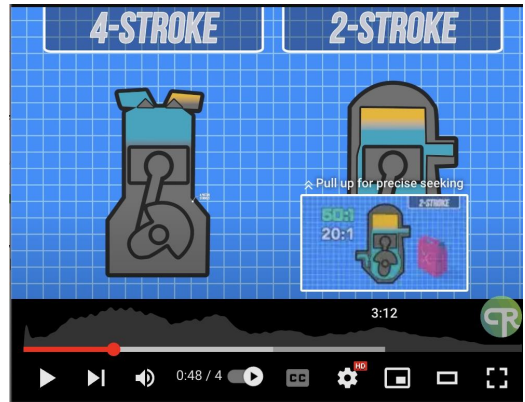 4-STROKE
2-STROKE
Pull up for precise seeking
2-STROKE
50:1
20:1
3:12
CR
0:48 / 4
CC
HD